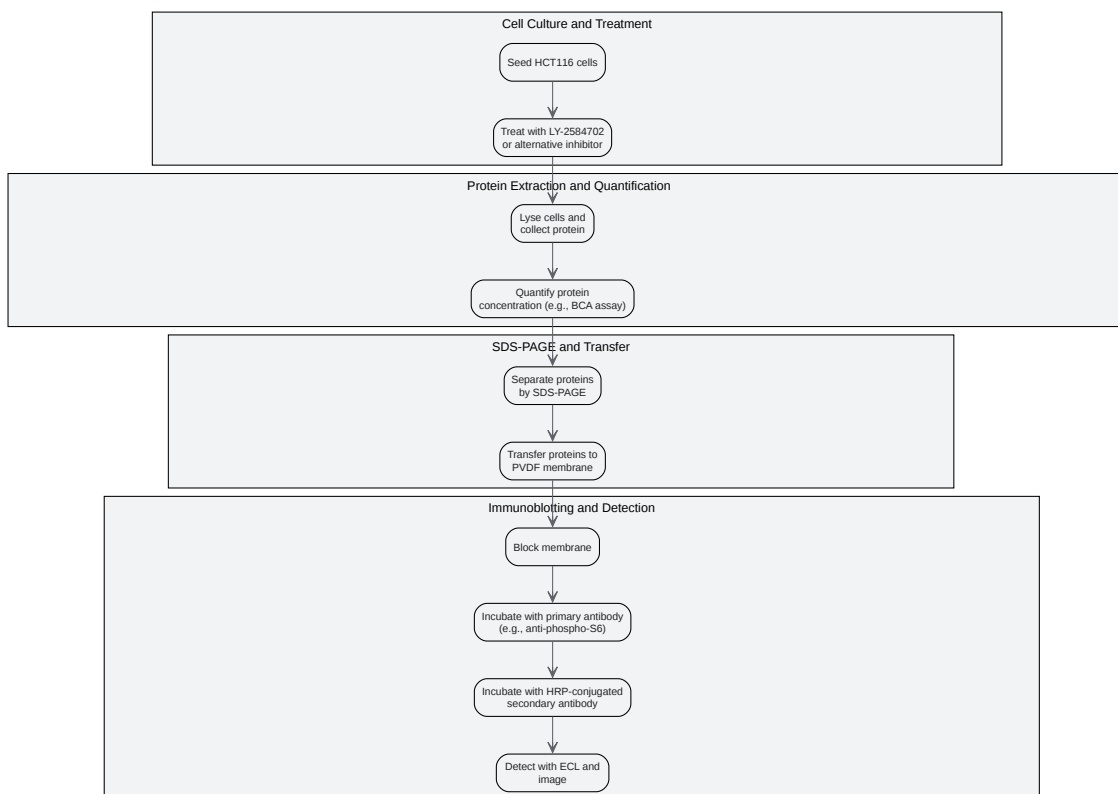 Cell Culture and Treatment
Seed HCT116 cells
Treat with LY-2584702
or alternative inhibitor
Protein Extraction and Quantification
Lyse cells and
collect protein
Quantify protein
concentration (e.g., BCA assay)
SDS-PAGE and Transfer
Separate proteins
by SDS-PAGE
Transfer proteins to
PVDF membrane
Immunoblotting and Detection
Block membrane
Incubate with primary antibody
(e.g., anti-phospho-S6)
Incubate with HRP-conjugated
secondary antibody
Detect with ECL and
image